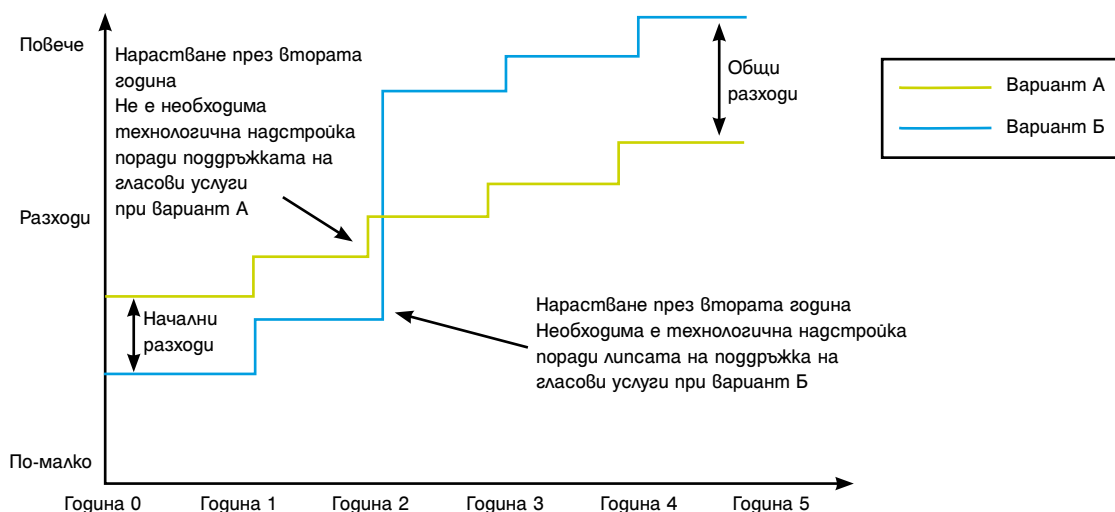 Повече
Разходи
По-малко
Нарастване през втората
година
Не е необходима
технологична надстройка
поради поддръжката на
гласови услуги
при вариант А
Общи
разходи
Вариант А
Вариант Б
Начални
разходи
Нарастване през втората година
Необходима е технологична надстройка
поради липсата на поддръжка на
гласови услуги при вариант Б
Година 0 Година 1 Година 2 Година 3 Година 4 Година 5